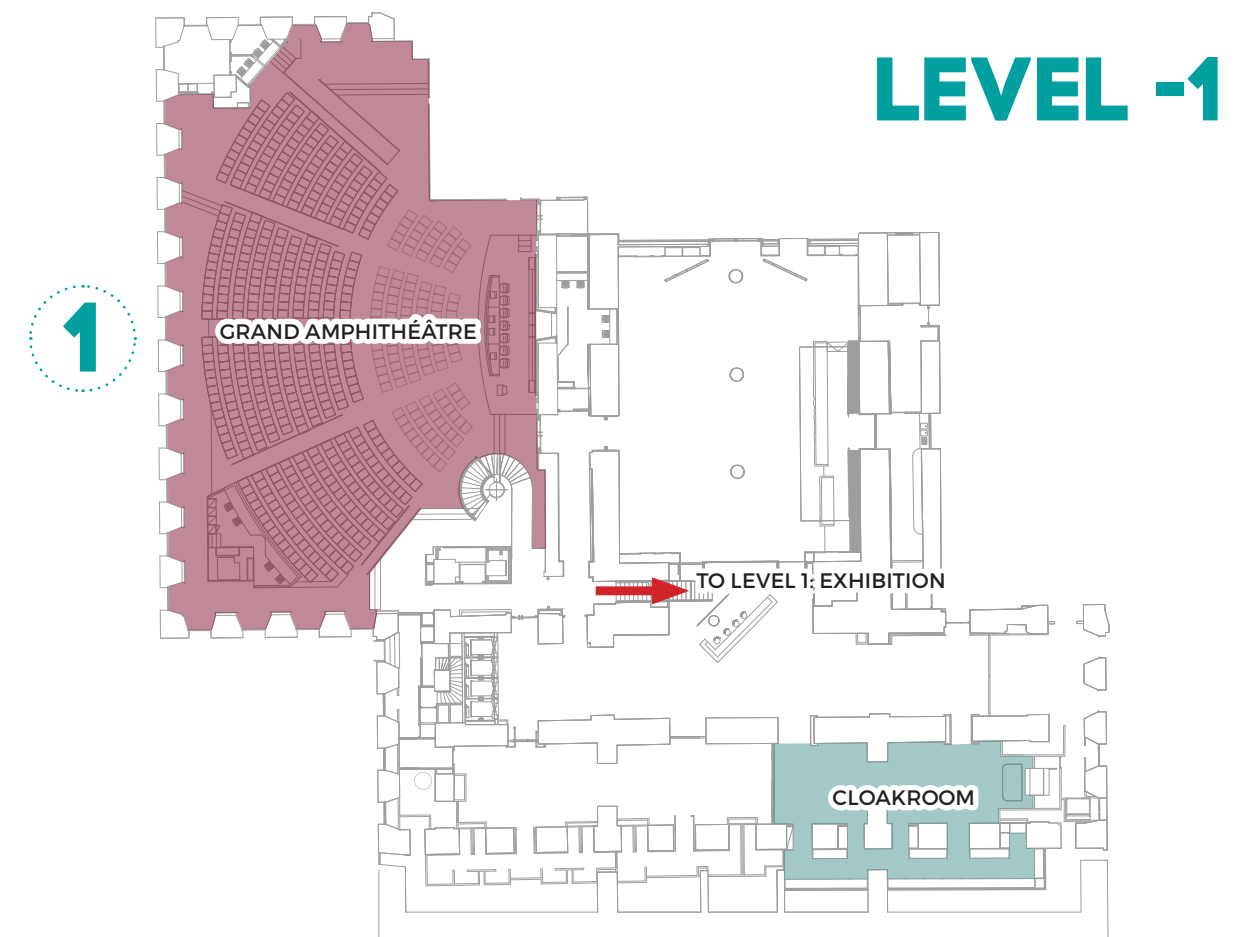 LEVEL -1
1
GRAND AMPHITHÉÂTRE
TO LEVEL 1: EXHIBITION
CLOAKROOM